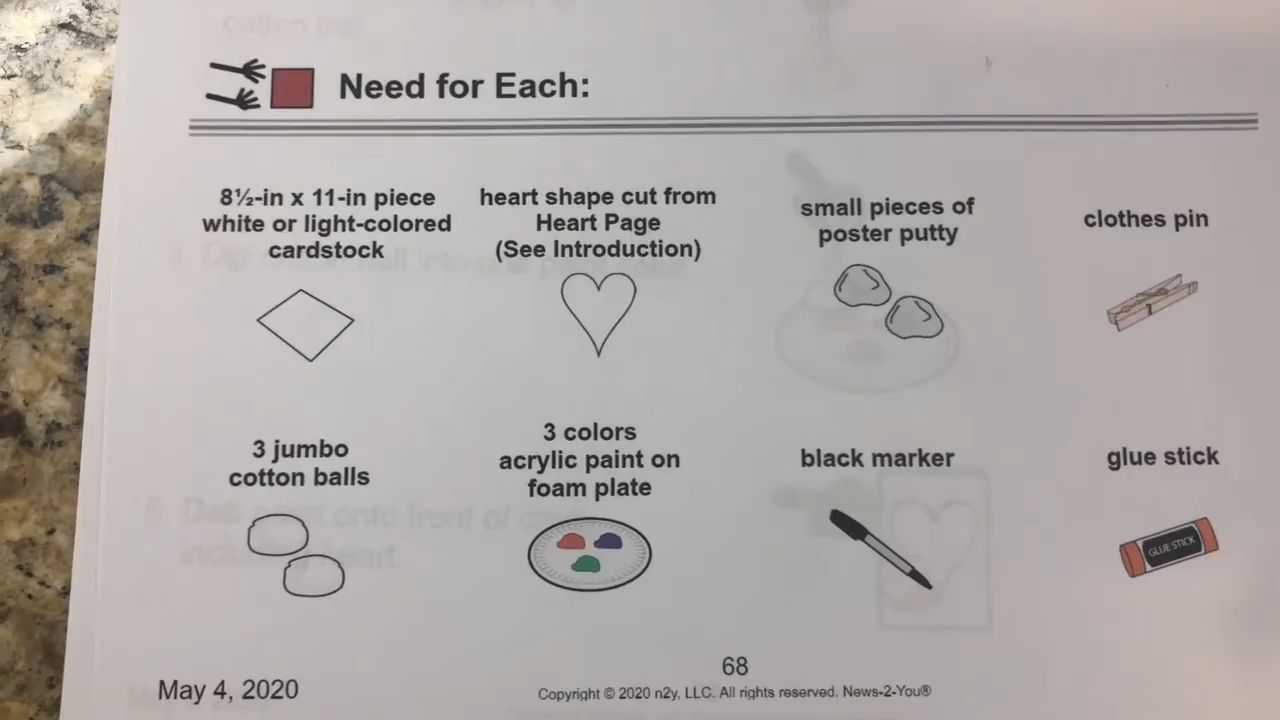 Need for Each:
8½-in x 11-in piece
white or light-colored
cardstock
heart shape cut from
Heart Page
(See Introduction)
small pieces of
poster putty
clothes pin
3 jumbo
cotton balls
3 colors
acrylic paint on
foam plate
black marker
glue stick
GLUE STICK
68
May 4, 2020
Copyright © 2020 n2y, LLC. All rights reserved. News-2-You®